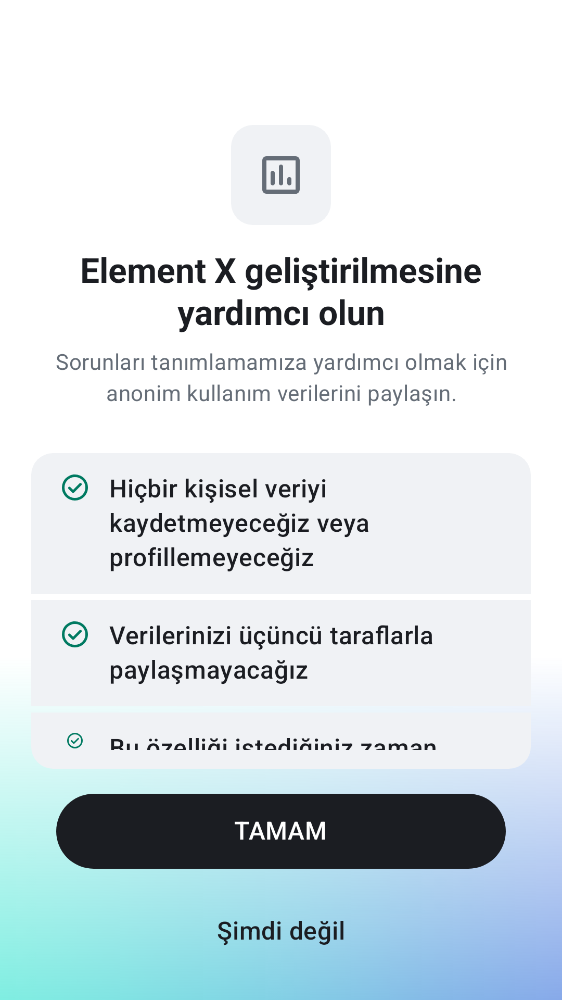 Element X geliştirilmesine
yardımcı olun
Sorunları tanımlamamıza yardımcı olmak için
anonim kullanım verilerini paylaşın.
Hiçbir kişisel veriyi
kaydetmeyeceğiz veya
profillemeyeceğiz
Verilerinizi üçüncü taraflarla
paylaşmayacağız
Bu özelliği istediğiniz zaman
TAMAM
Şimdi değil